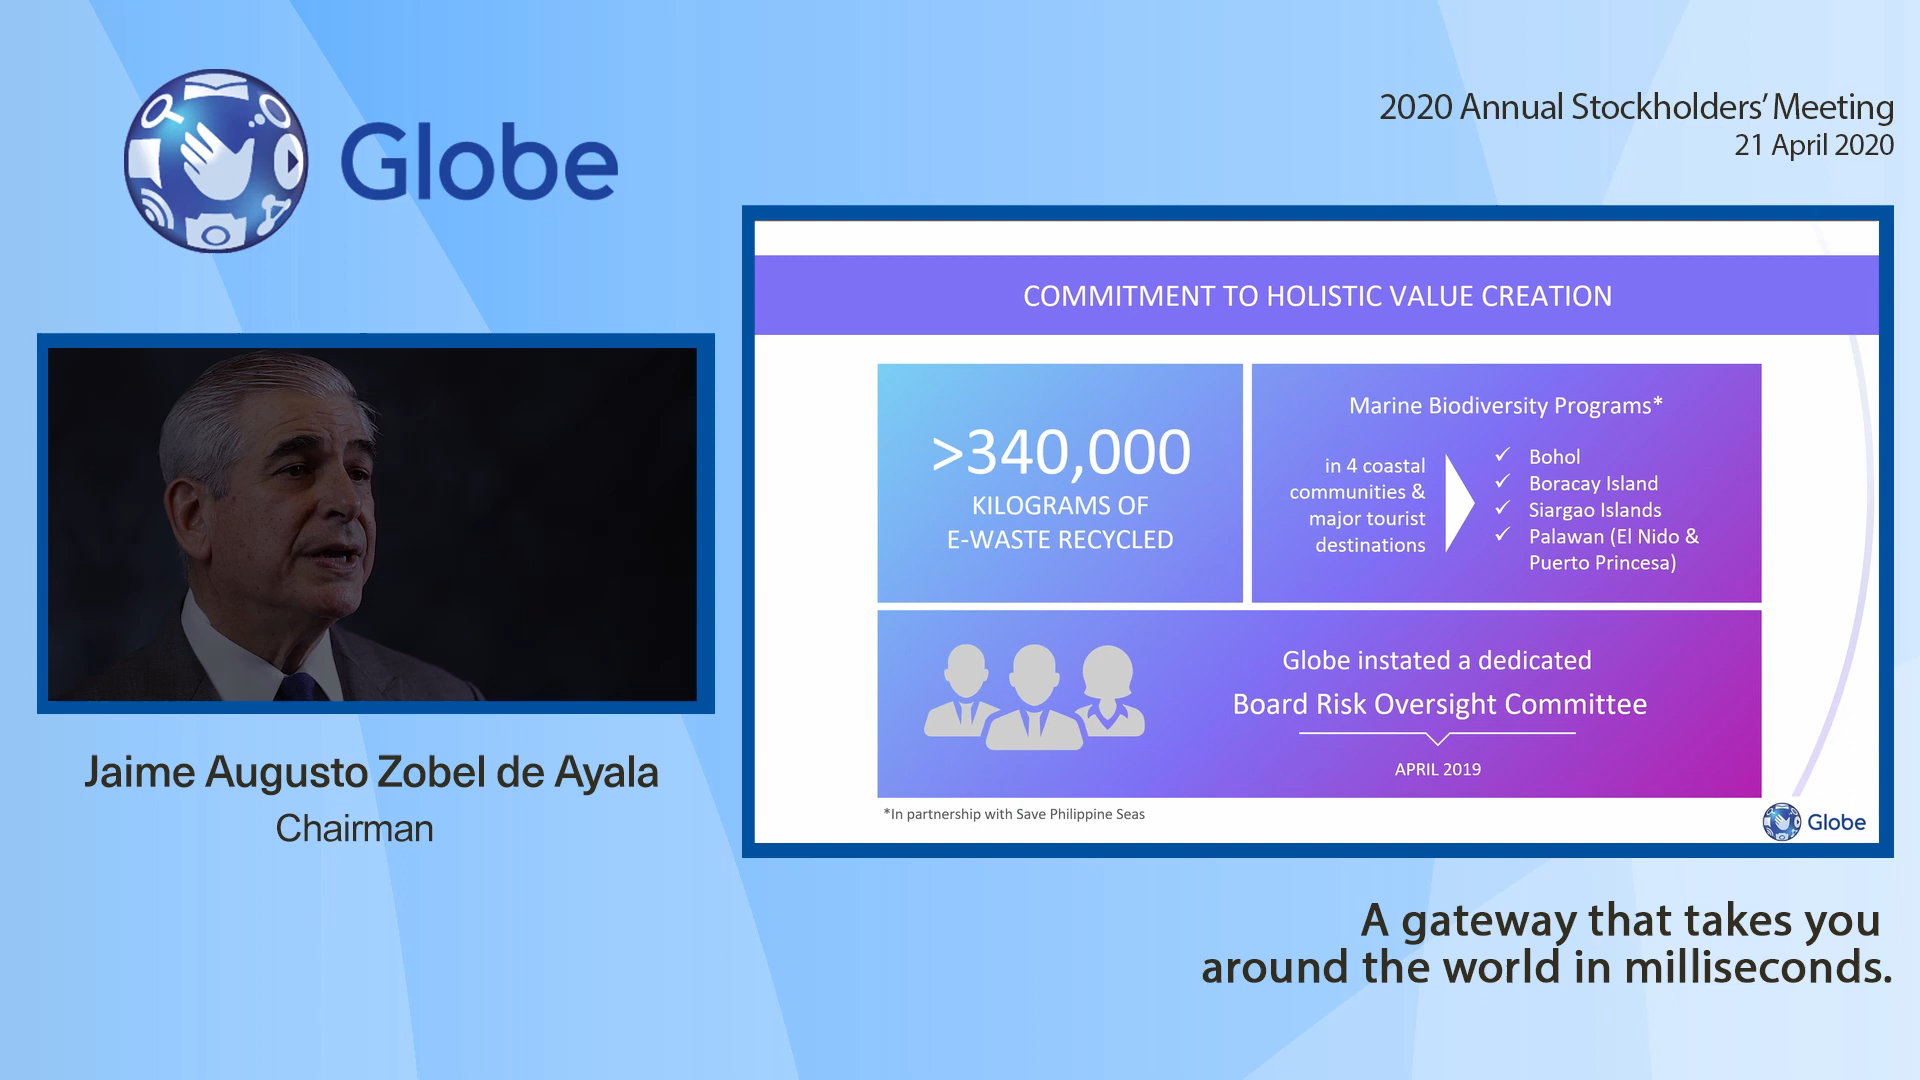 Globe
2020 Annual Stockholders' Meeting
21 April 2020
Jaime Augusto Zobel de Ayala
Chairman
COMMITMENT TO HOLISTIC VALUE CREATION
>340,000
KILOGRAMS OF
E-WASTE RECYCLED
Marine Biodiversity Programs*
in 4 coastal
communities &
major tourist
destinations
✓ Bohol
✓ Boracay Island
✓ Siargao Islands
✓ Palawan (El Nido &
Puerto Princesa)
Globe instated a dedicated
Board Risk Oversight Committee
APRIL 2019
*In partnership with Save Philippine Seas
Globe
A gateway that takes you
around the world in milliseconds.